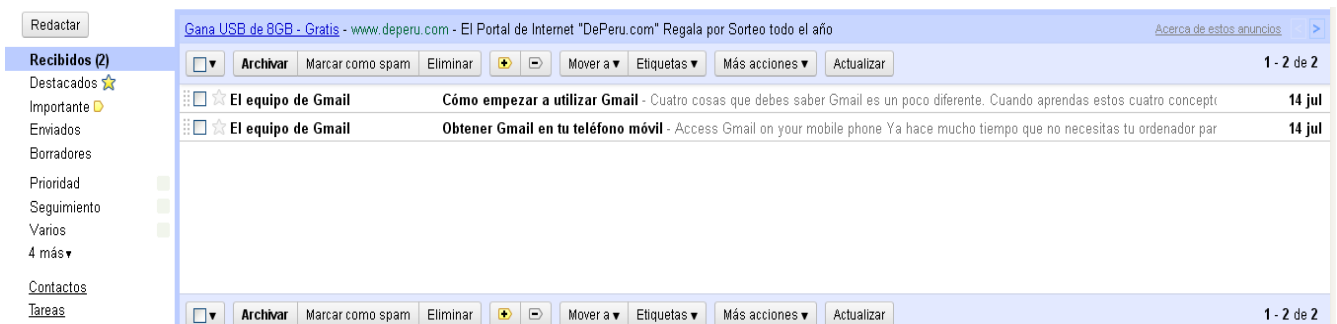 Redactar
Recibidos (2)
Destacados
Importante
Enviados
Borradores
Prioridad
Seguimiento
Varios
4 más▾
Contactos
Tareas
Gana USB de 8GB - Gratis - www.deperu.com - El Portal de Internet "DePeru.com" Regala por Sorteo todo el año Acerca de estos anuncios < >
Archivar Marcar como spam Eliminar Mover a ▾ Etiquetas ▾ Más acciones ▾ Actualizar 1 - 2 de 2
El equipo de Gmail Cómo empezar a utilizar Gmail - Cuatro cosas que debes saber Gmail es un poco diferente. Cuando aprendas estos cuatro concepto
14 jul
El equipo de Gmail Obtener Gmail en tu teléfono móvil - Access Gmail on your mobile phone Ya hace mucho tiempo que no necesitas tu ordenador par
14 jul
Archivar Marcar como spam Eliminar Mover a ▾ Etiquetas ▾ Más acciones ▾ Actualizar 1 - 2 de 2